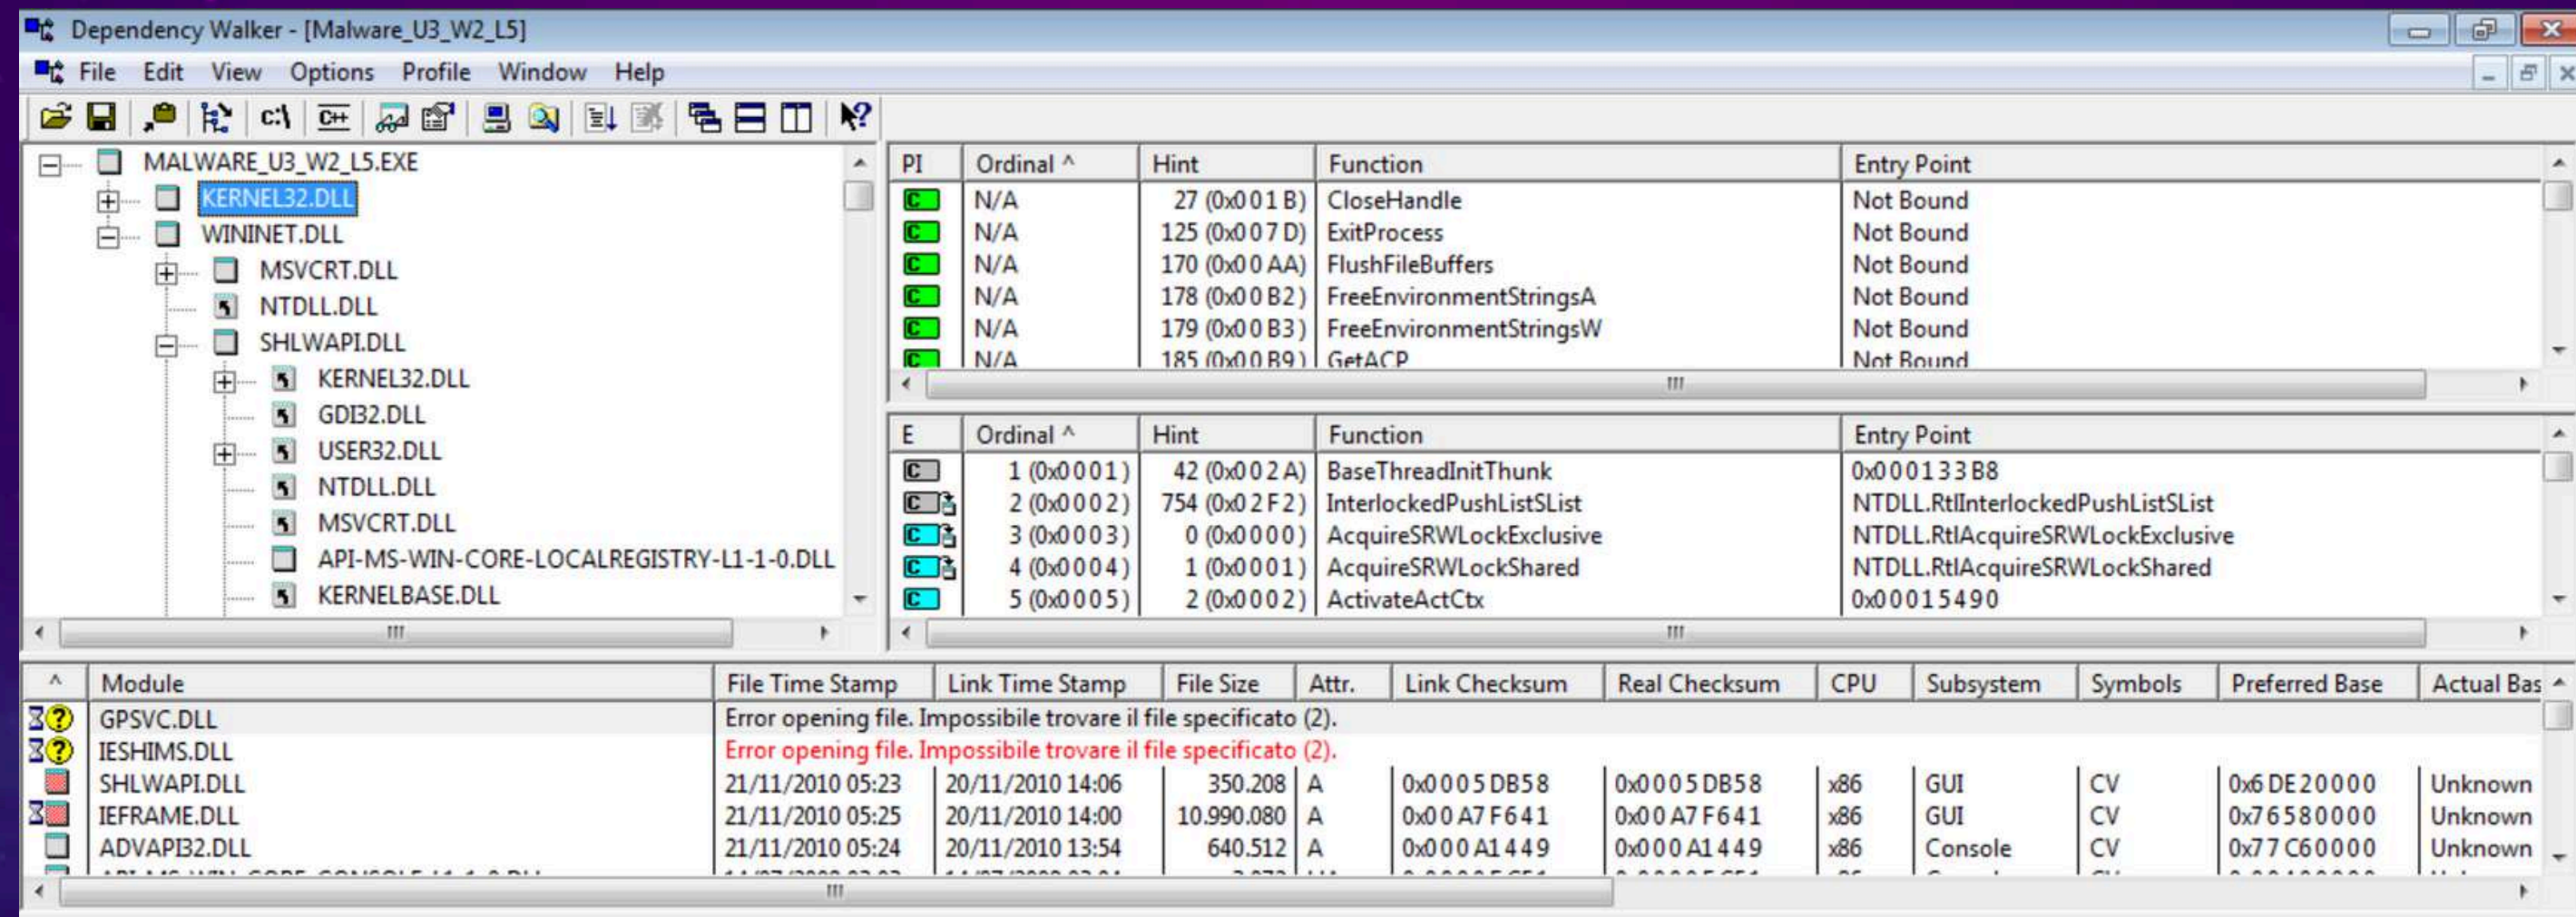 Dependency Walker - [Malware_U3_W2_L5]
File Edit View Options Profile Window Help
C:\ C++
MALWARE_U3_W2_L5.EXE
KERNEL32.DLL
WININET.DLL
MSVCRT.DLL
NTDLL.DLL
SHLWAPI.DLL
KERNEL32.DLL
GDI32.DLL
USER32.DLL
NTDLL.DLL
MSVCRT.DLL
API-MS-WIN-CORE-LOCALREGISTRY-L1-1-0.DLL
KERNELBASE.DLL
PI Ordinal ^ Hint Function Entry Point
C N/A 27 (0x001B) CloseHandle Not Bound
C N/A 125 (0x007D) ExitProcess Not Bound
C N/A 170 (0x00AA) FlushFileBuffers Not Bound
C N/A 178 (0x00B2) FreeEnvironmentStringsA Not Bound
C N/A 179 (0x00B3) FreeEnvironmentStringsW Not Bound
C N/A 185 (0x00B9) GetACP Not Bound
E Ordinal ^ Hint Function Entry Point
C 1 (0x0001) 42 (0x002A) BaseThreadInitThunk 0x000133B8
C 2 (0x0002) 754 (0x02F2) InterlockedPushListSList NTDLL.RtlInterlockedPushListSList
C 3 (0x0003) 0 (0x0000) AcquireSRWLockExclusive NTDLL.RtlAcquireSRWLockExclusive
C 4 (0x0004) 1 (0x0001) AcquireSRWLockShared NTDLL.RtlAcquireSRWLockShared
C 5 (0x0005) 2 (0x0002) ActivateActCtx 0x00015490
^ Module File Time Stamp Link Time Stamp File Size Attr. Link Checksum Real Checksum CPU Subsystem Symbols Preferred Base Actual Bas
GPSVC.DLL Error opening file. Impossibile trovare il file specificato (2).
IESHIMS.DLL Error opening file. Impossibile trovare il file specificato (2).
SHLWAPI.DLL 21/11/2010 05:23 20/11/2010 14:06 350.208 A 0x0005DB58 0x0005DB58 x86 GUI CV 0x6DE20000 Unknown
IEFRAME.DLL 21/11/2010 05:25 20/11/2010 14:00 10.990.080 A 0x00A7F641 0x00A7F641 x86 GUI CV 0x76580000 Unknown
ADVAPI32.DLL 21/11/2010 05:24 20/11/2010 13:54 640.512 A 0x000A1449 0x000A1449 x86 Console CV 0x77C60000 Unknown